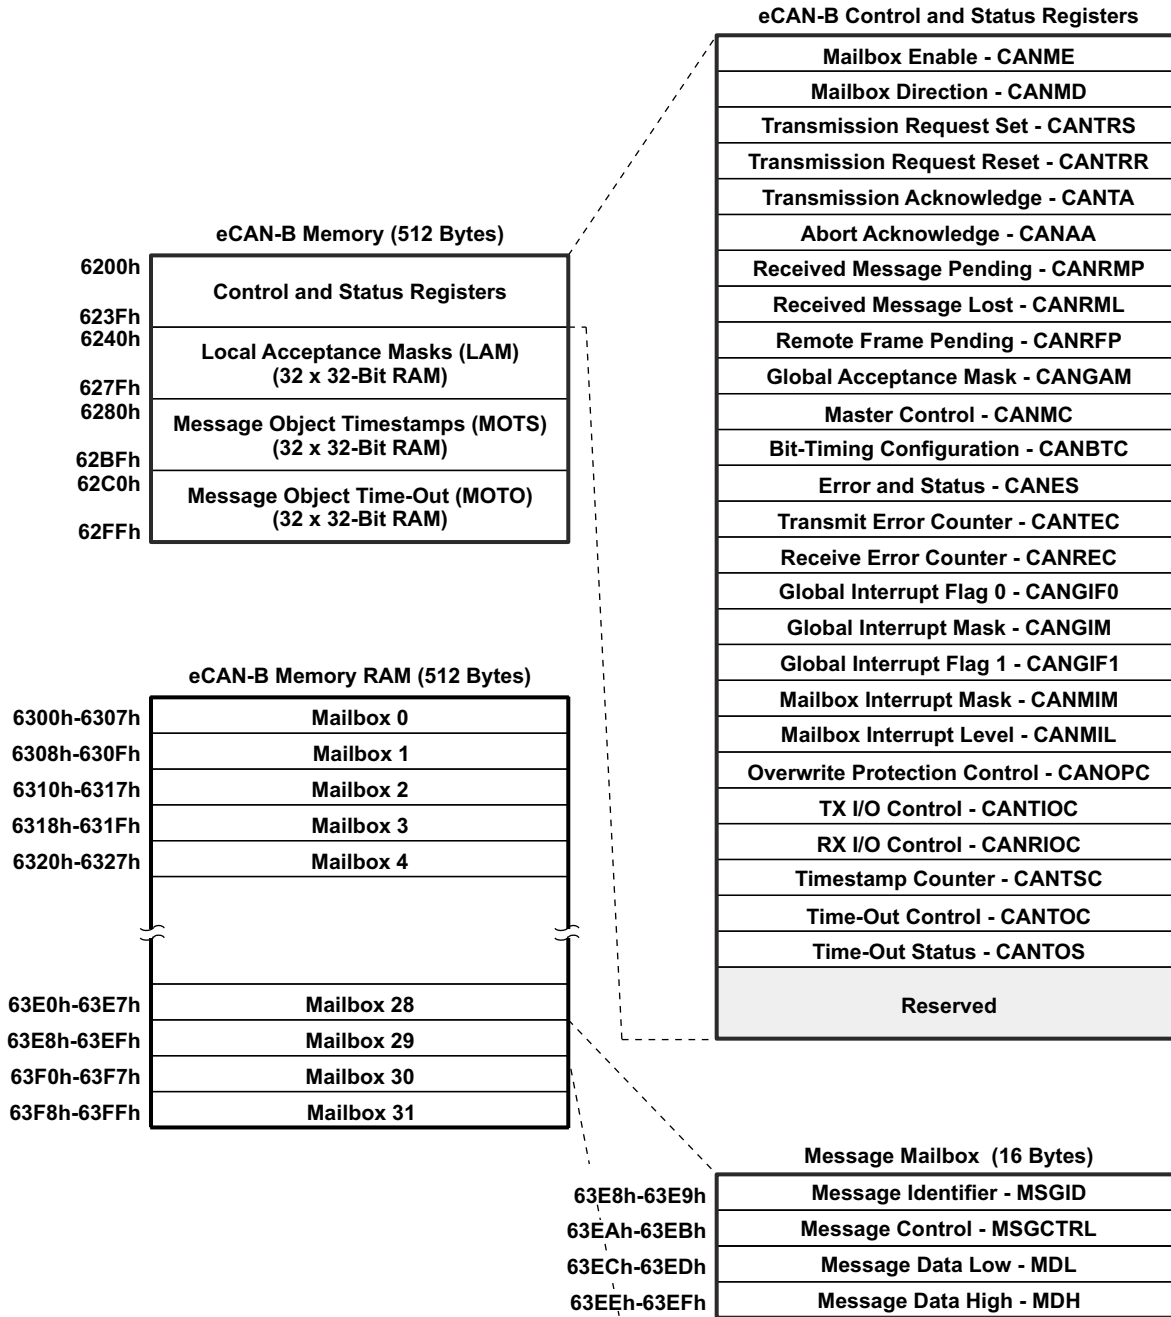 eCAN-B Control and Status Registers
Mailbox Enable - CANME
Mailbox Direction - CANMD
Transmission Request Set - CANTRS
Transmission Request Reset - CANTRR
Transmission Acknowledge - CANTA
Abort Acknowledge - CANAA
Received Message Pending - CANRMP
Received Message Lost - CANRML
Remote Frame Pending - CANRFP
Global Acceptance Mask - CANGAM
Master Control - CANMC
Bit-Timing Configuration - CANBTC
Error and Status - CANES
Transmit Error Counter - CANTEC
Receive Error Counter - CANREC
Global Interrupt Flag 0 - CANGIF0
Global Interrupt Mask - CANGIM
Global Interrupt Flag 1 - CANGIF1
Mailbox Interrupt Mask - CANMIM
Mailbox Interrupt Level - CANMIL
Overwrite Protection Control - CANOPC
TX I/O Control - CANTIOC
RX I/O Control - CANRIOC
Timestamp Counter - CANTSC
Time-Out Control - CANTOC
Time-Out Status - CANTOS
Reserved
eCAN-B Memory (512 Bytes)
6200h
Control and Status Registers
623Fh
6240h
Local Acceptance Masks (LAM)
(32 x 32-Bit RAM)
627Fh
6280h
Message Object Timestamps (MOTS)
(32 x 32-Bit RAM)
62BFh
62C0h
Message Object Time-Out (MOTO)
(32 x 32-Bit RAM)
62FFh
eCAN-B Memory RAM (512 Bytes)
6300h-6307h Mailbox 0
6308h-630Fh Mailbox 1
6310h-6317h Mailbox 2
6318h-631Fh Mailbox 3
6320h-6327h Mailbox 4
63E0h-63E7h Mailbox 28
63E8h-63EFh Mailbox 29
63F0h-63F7h Mailbox 30
63F8h-63FFh Mailbox 31
Message Mailbox (16 Bytes)
63E8h-63E9h Message Identifier - MSGID
63EAh-63EBh Message Control - MSGCTRL
63ECh-63EDh Message Data Low - MDL
63EEh-63EFh Message Data High - MDH